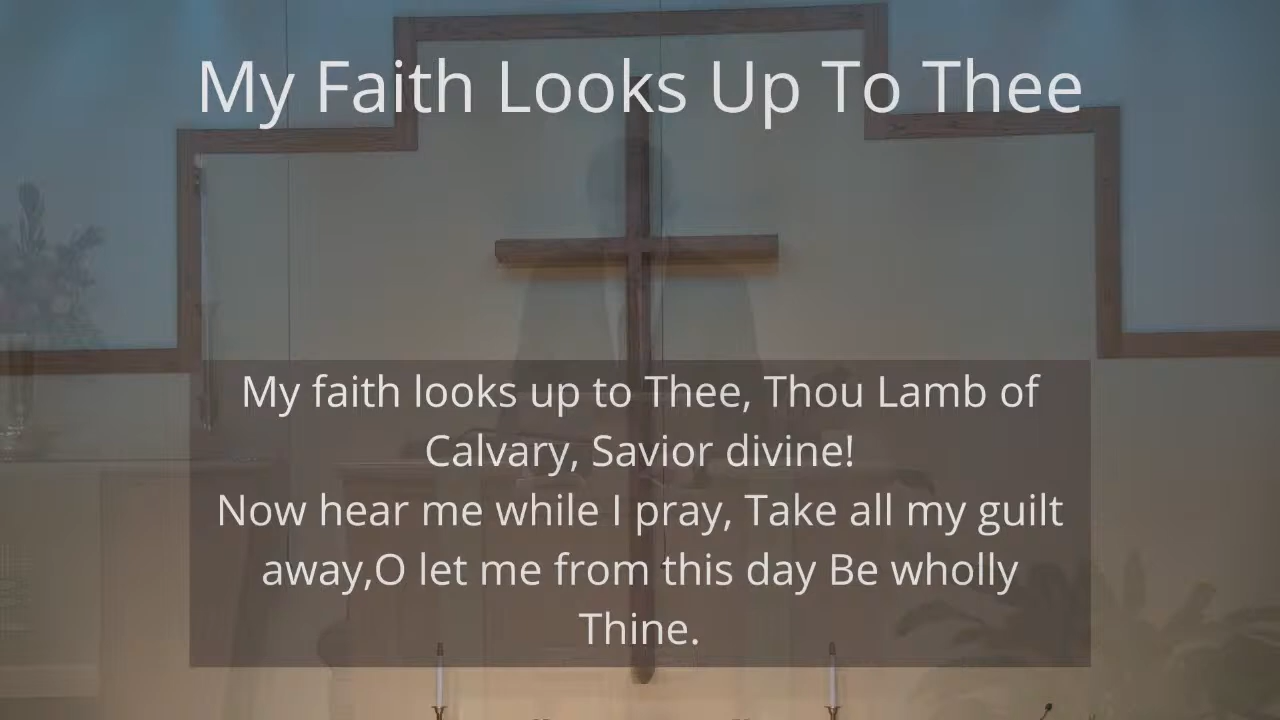 My Faith Looks Up To Thee
My faith looks up to Thee, Thou Lamb of
Calvary, Savior divine!
Now hear me while I pray, Take all my guilt
away,O let me from this day Be wholly
Thine.